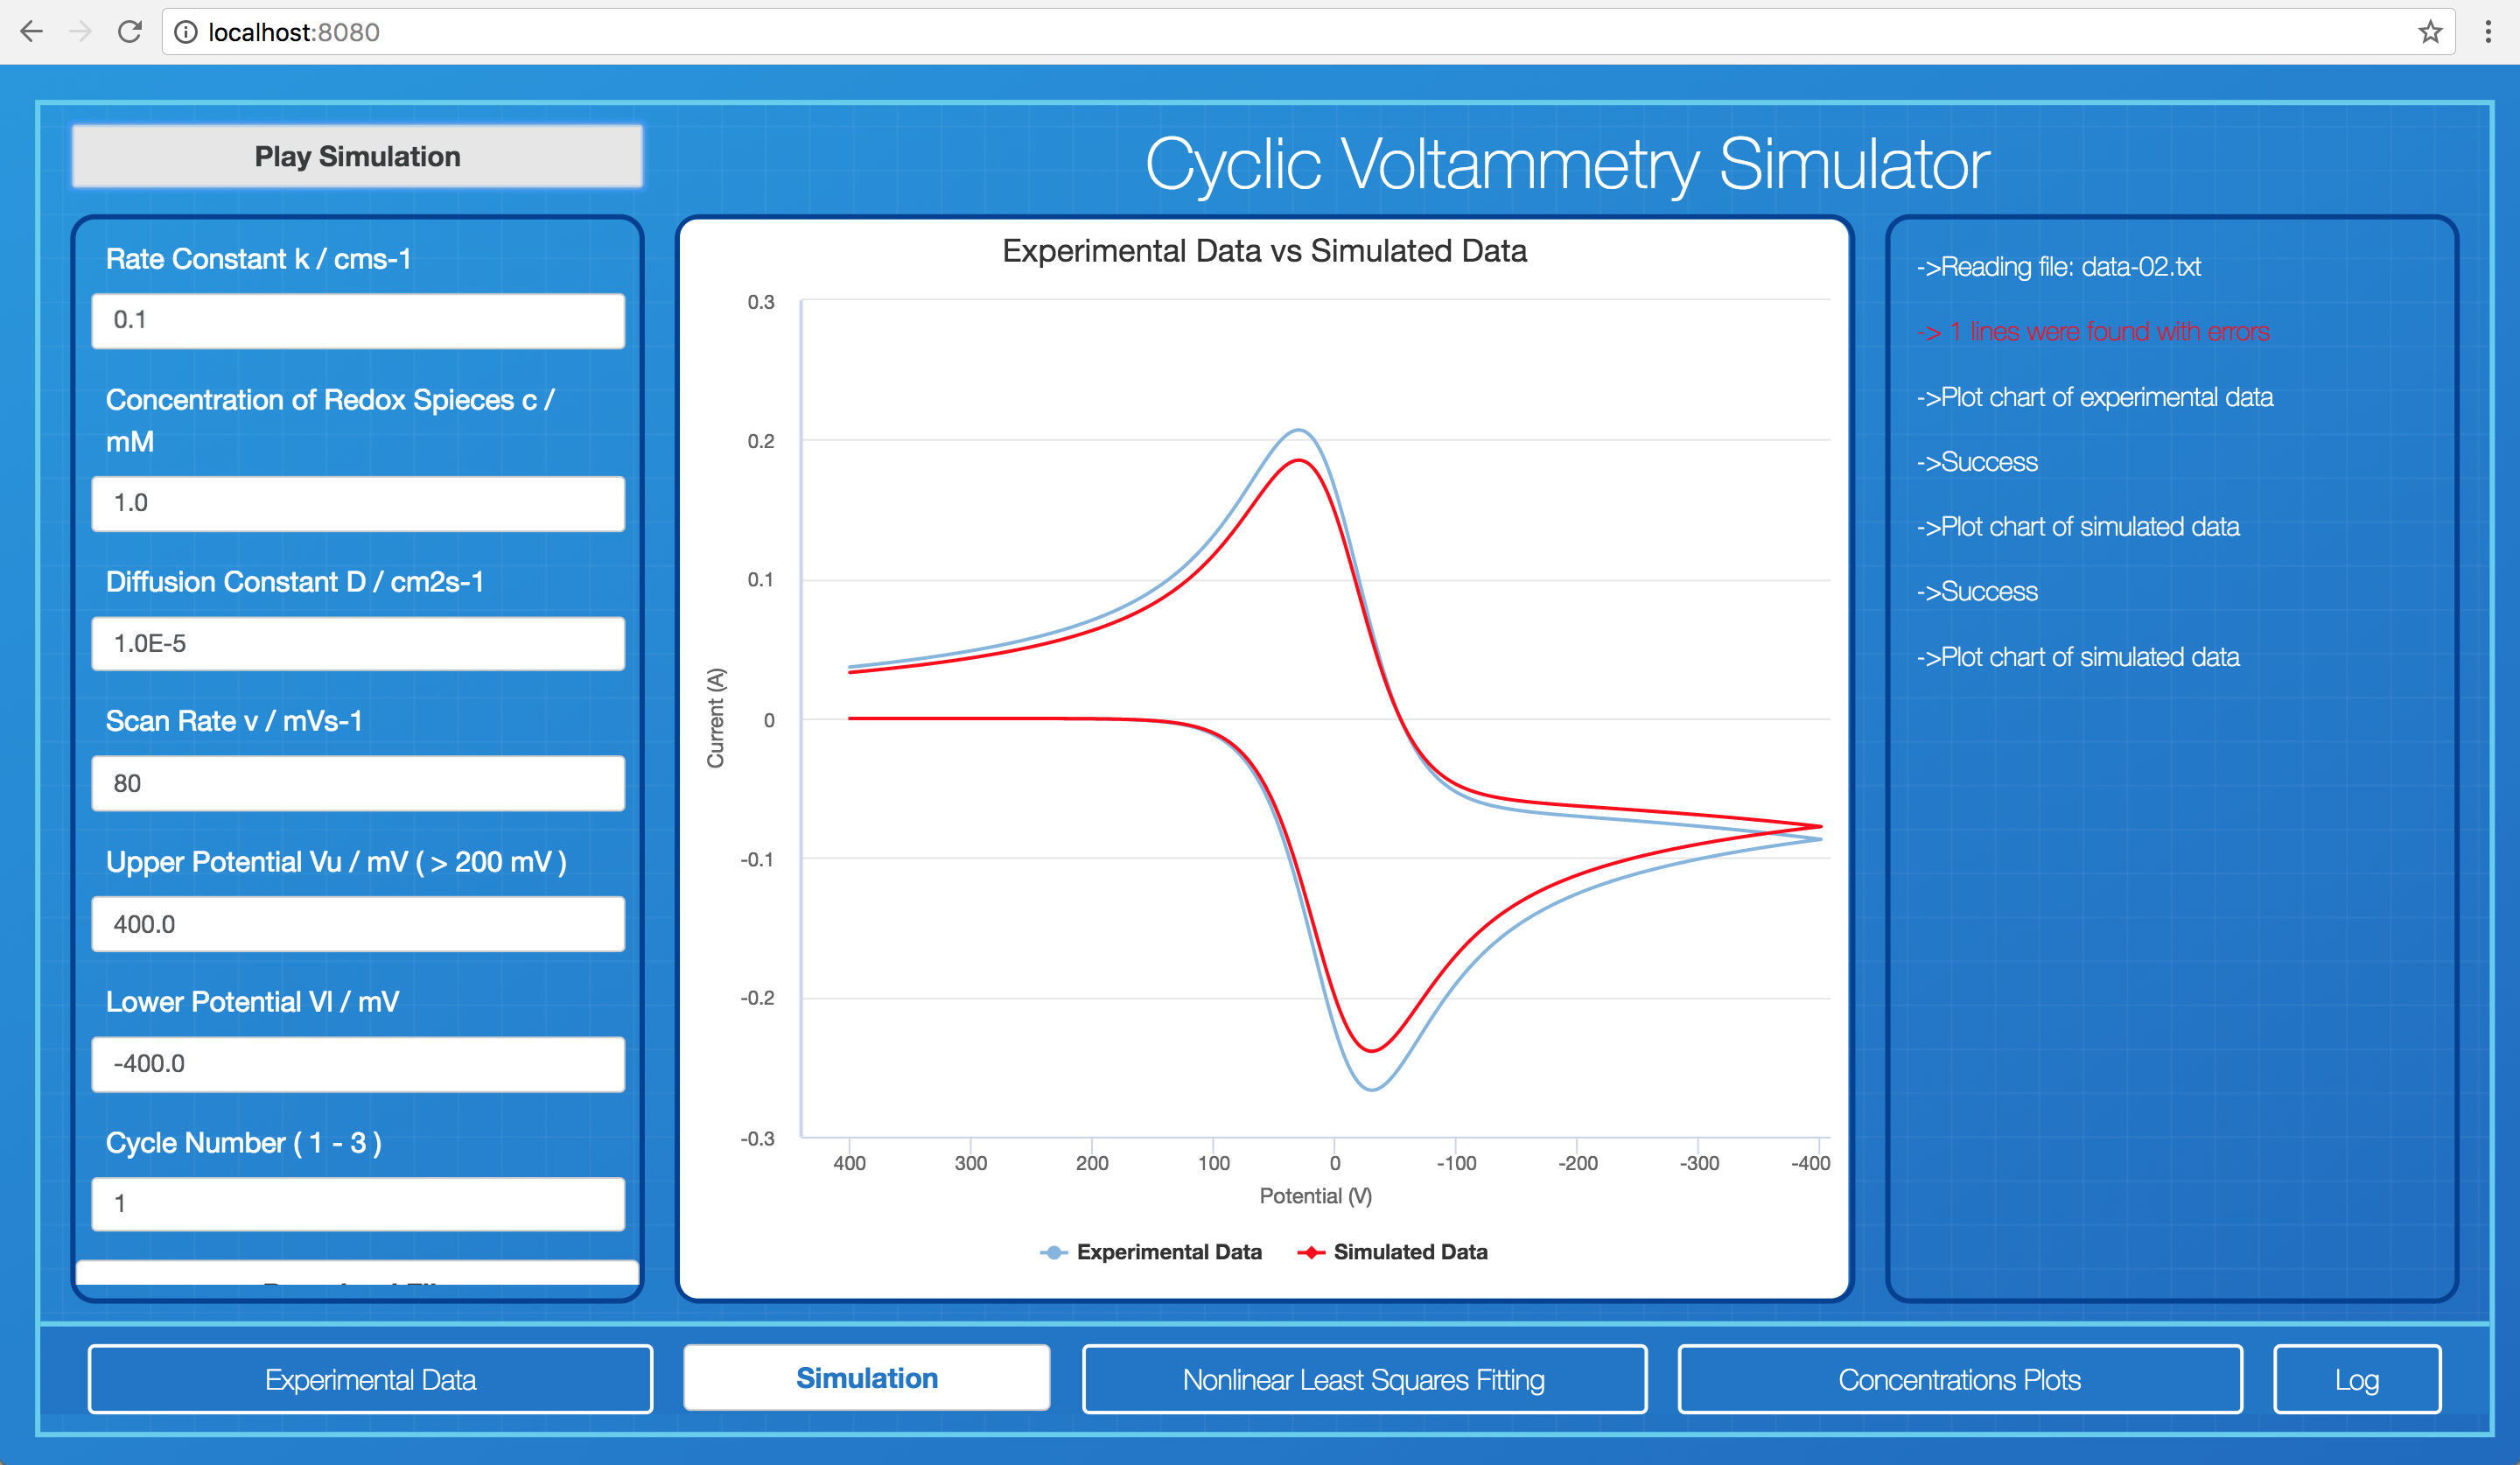 localhost:8080
Play Simulation
Cyclic Voltammetry Simulator
Rate Constant k / cms-1
0.1
Concentration of Redox Spieces c /
mM
1.0
Diffusion Constant D / cm2s-1
1.0E-5
Scan Rate v / mVs-1
80
Upper Potential Vu / mV ( > 200 mV )
400.0
Lower Potential Vl / mV
-400.0
Cycle Number ( 1 - 3 )
1
Experimental Data vs Simulated Data
0.3
0.2
0.1
0
-0.1
-0.2
-0.3
Current (A)
400 300 200 100 0 -100 -200 -300 -400
Potential (V)
Experimental Data Simulated Data
->Reading file: data-02.txt
-> 1 lines were found with errors
->Plot chart of experimental data
->Success
->Plot chart of simulated data
->Success
->Plot chart of simulated data
Experimental Data
Simulation
Nonlinear Least Squares Fitting
Concentrations Plots
Log